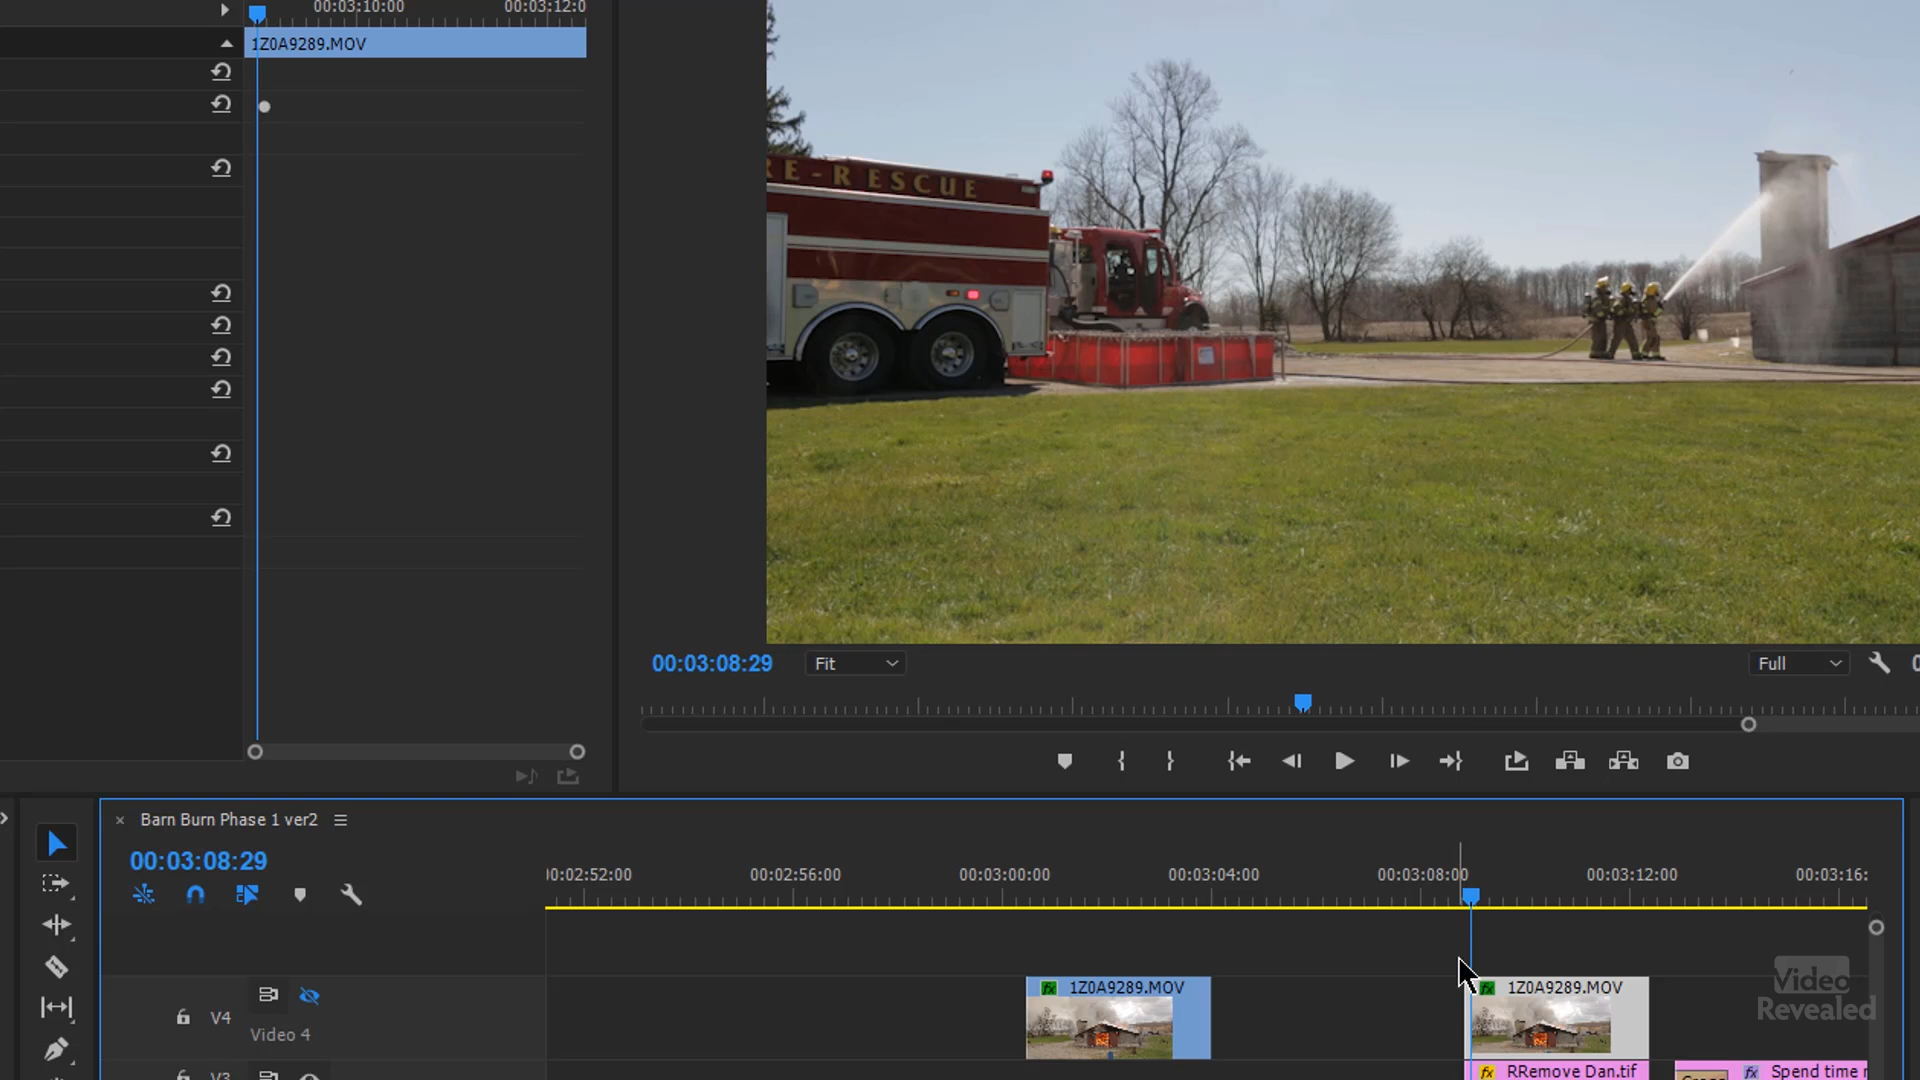 00:03:10:00
00:03:12:0
1Z0A9289.MOV
RE-RESCUE
00:03:08:29
Fit
Full
Barn Burn Phase 1 ver2
00:03:08:29
00:02:52:00
00:02:56:00
00:03:00:00
00:03:04:00
00:03:08:00
00:03:12:00
00:03:16:
1Z0A9289.MOV
1Z0A9289.MOV
V4
Video 4
Video
Revealed
V3
RRemove Dan.tif
Spend time r